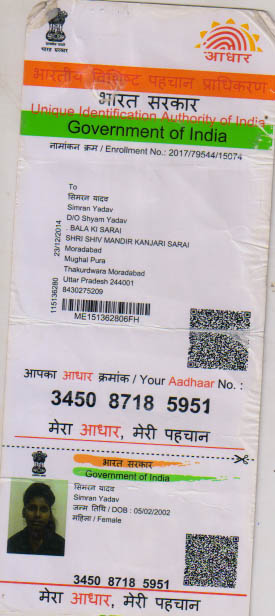 भारत सरकार
आधार
भारतीय विशिष्ट पहचान प्राधिकरण
भारत सरकार
Unique Identification Authority of India
Government of India
नामांकन क्रम / Enrollment No.: 2017/79544/15074
To
सिमरन यादव
Simran Yadav
D/O Shyam Yadav
. BALA KI SARAI
SHRI SHIV MANDIR KANJARI SARAI
Moradabad
Mughal Pura
Thakurdwara Moradabad
Uttar Pradesh 244001
8430275209
23/12/2014
115136280
ME151362806FH
आपका आधार क्रमांक / Your Aadhaar No. :
3450 8718 5951
मेरा आधार, मेरी पहचान
भारत सरकार
Government of India
सिमरन यादव
Simran Yadav
जन्म तिथि / DOB : 05/02/2002
महिला / Female
3450 8718 5951
मेरा आधार, मेरी पहचान